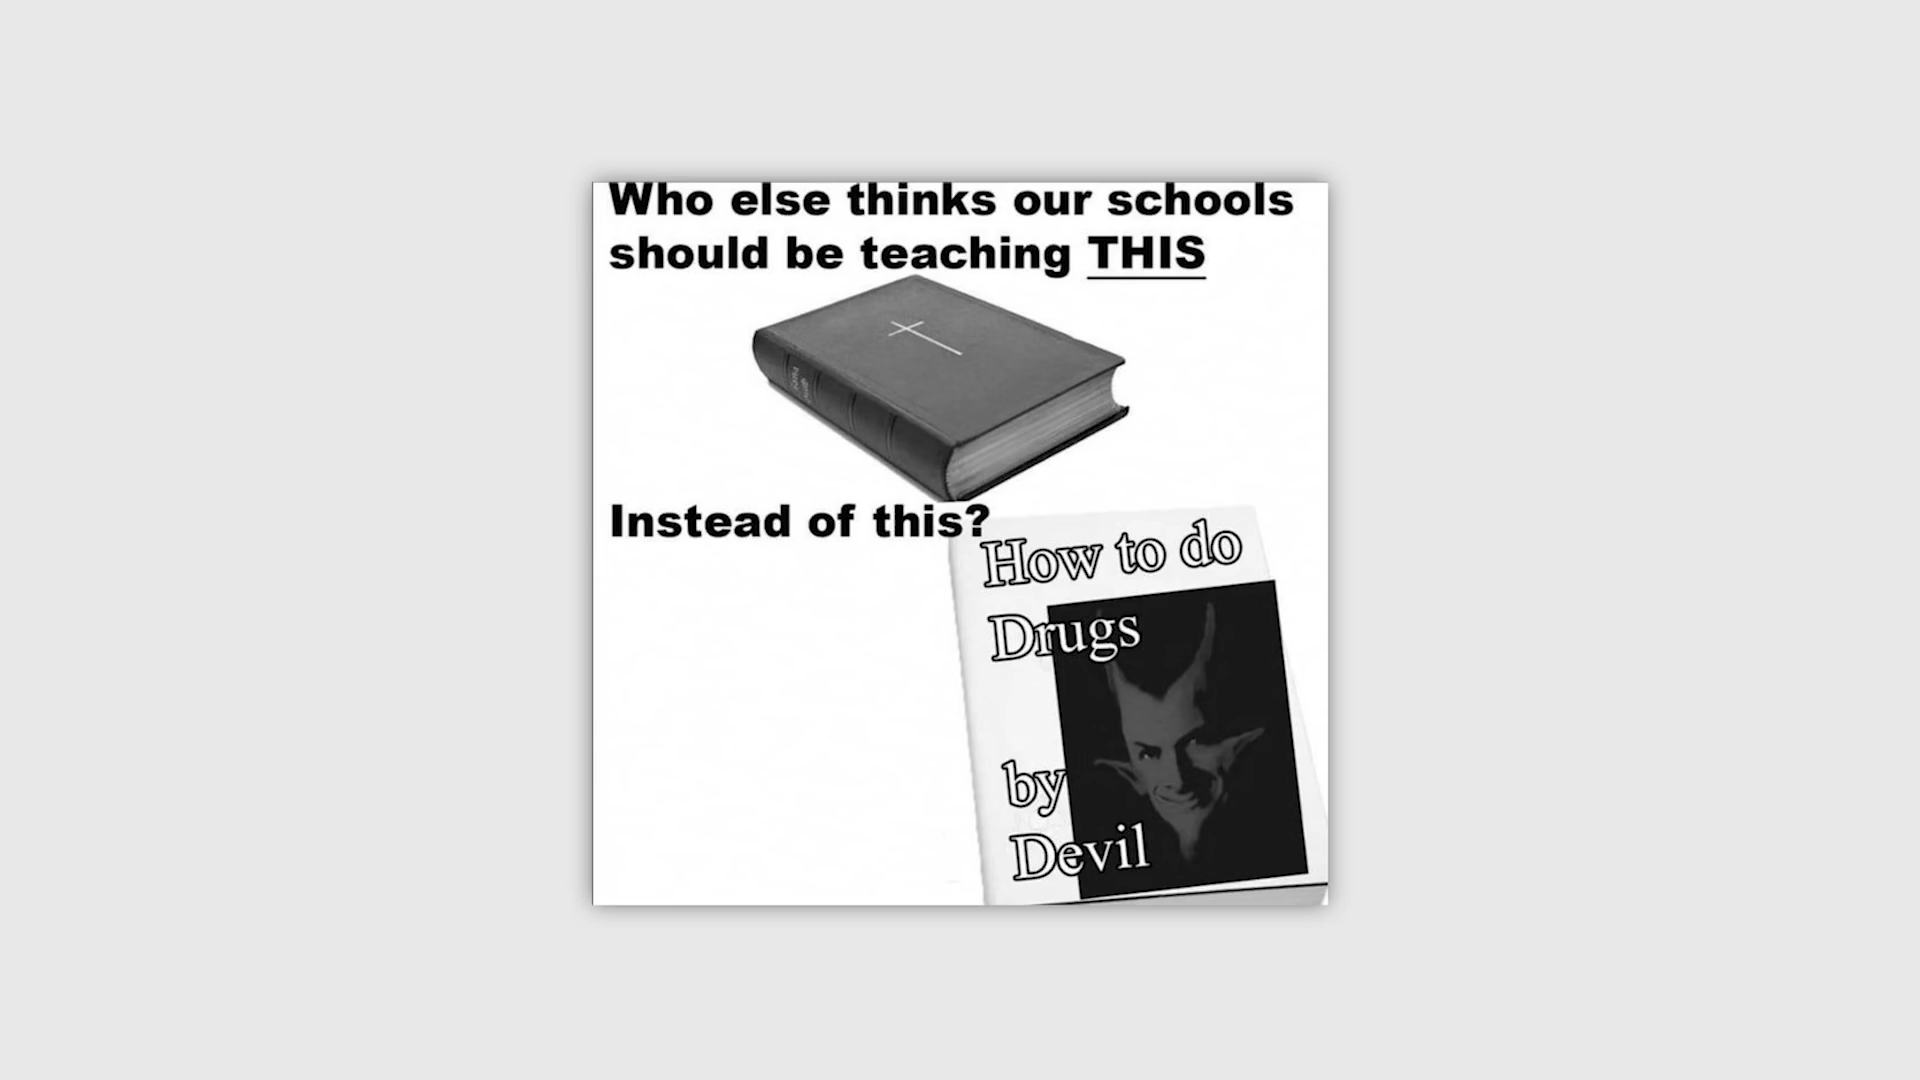 Who else thinks our schools
should be teaching THIS
Instead of this?
How to do
Drugs
by
Devil